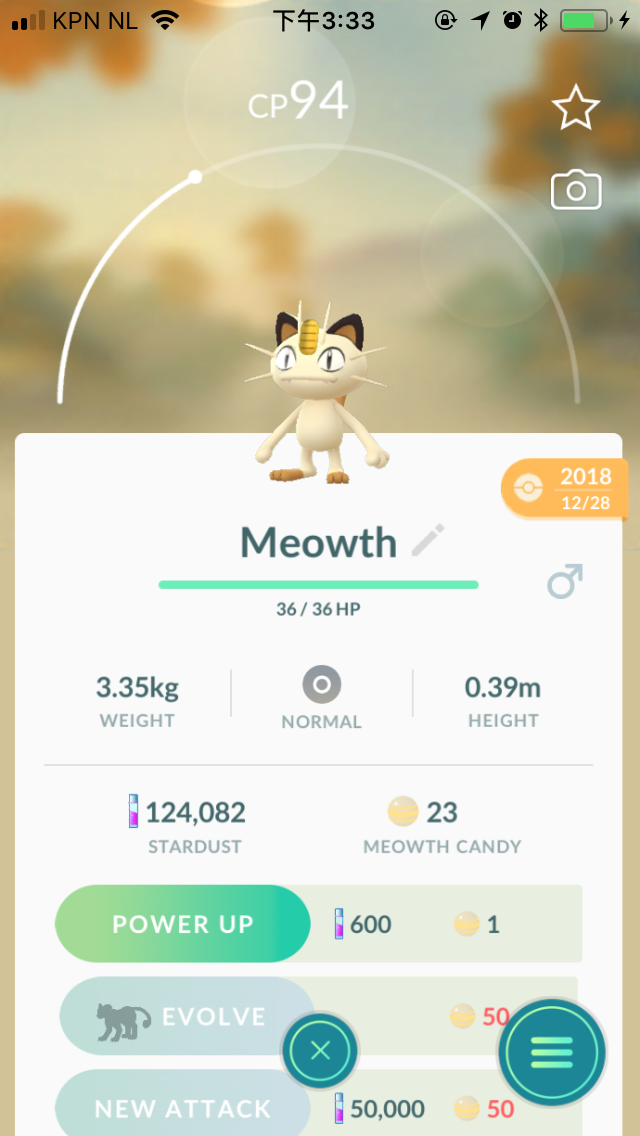 KPN NL 下午3:33
CP94
2018
12/28
Meowth
36 / 36 HP
3.35kg
WEIGHT
NORMAL
0.39m
HEIGHT
124,082
STARDUST
23
MEOWTH CANDY
POWER UP 600 1
EVOLVE 50
NEW ATTACK 50,000 50